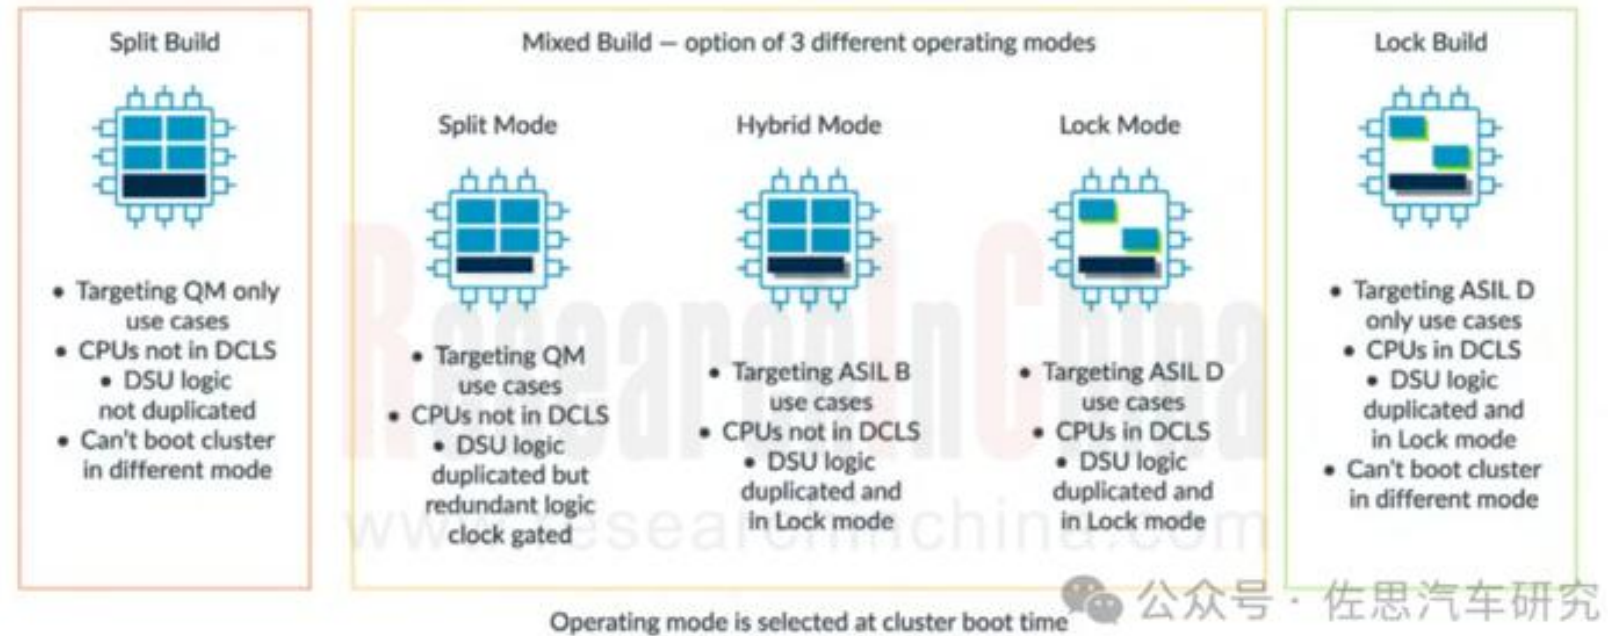 Split Build
• Targeting QM only
use cases
• CPUs not in DCLS
• DSU logic
not duplicated
• Can't boot cluster
in different mode
Mixed Build — option of 3 different operating modes
Split Mode
• Targeting QM
use cases
• CPUs not in DCLS
• DSU logic
duplicated but
redundant logic
clock gated
Hybrid Mode
• Targeting ASIL B
use cases
• CPUs not in DCLS
• DSU logic
duplicated and
in Lock mode
Lock Mode
• Targeting ASIL D
use cases
• CPUs in DCLS
• DSU logic
duplicated and
in Lock mode
Lock Build
• Targeting ASIL D
only use cases
• CPUs in DCLS
• DSU logic
duplicated and
in Lock mode
• Can't boot cluster
in different mode
Operating mode is selected at cluster boot time
ResearchInChina
www.researchinchina.com
公众号 · 佐思汽车研究